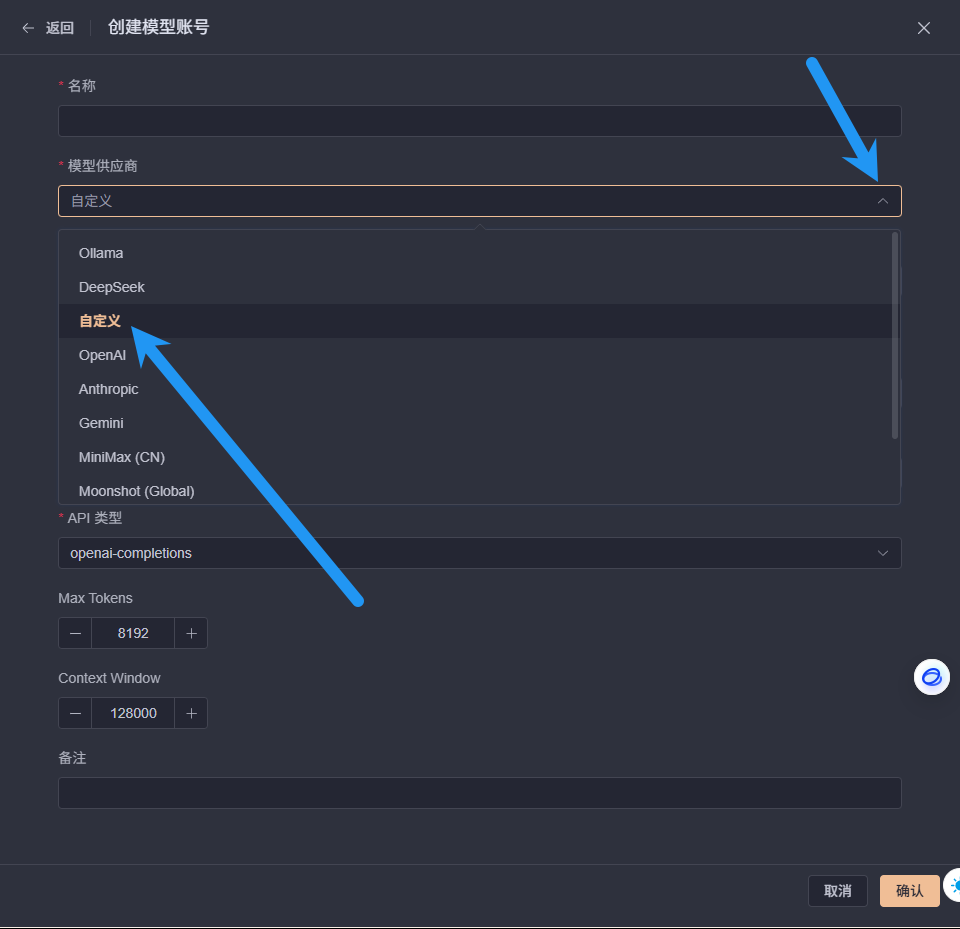 返回 创建模型账号
* 名称
* 模型供应商
自定义
Ollama
DeepSeek
自定义
OpenAI
Anthropic
Gemini
MiniMax (CN)
Moonshot (Global)
* API 类型
openai-completions
Max Tokens
8192
Context Window
128000
备注
取消 确认